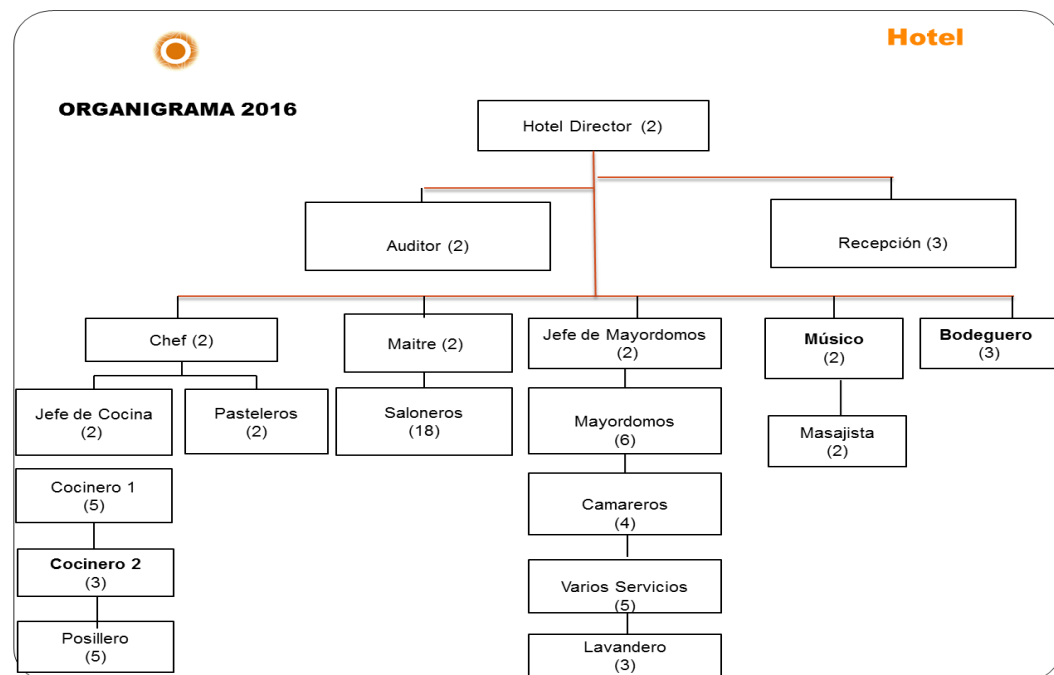 Hotel
ORGANIGRAMA 2016
Hotel Director (2)
Auditor (2)
Recepción (3)
Chef (2)
Maitre (2)
Jefe de Mayordomos
(2)
Músico
(2)
Bodeguero
(3)
Jefe de Cocina
(2)
Pasteleros
(2)
Saloneros
(18)
Mayordomos
(6)
Masajista
(2)
Cocinero 1
(5)
Camareros
(4)
Cocinero 2
(3)
Varios Servicios
(5)
Posillero
(5)
Lavandero
(3)